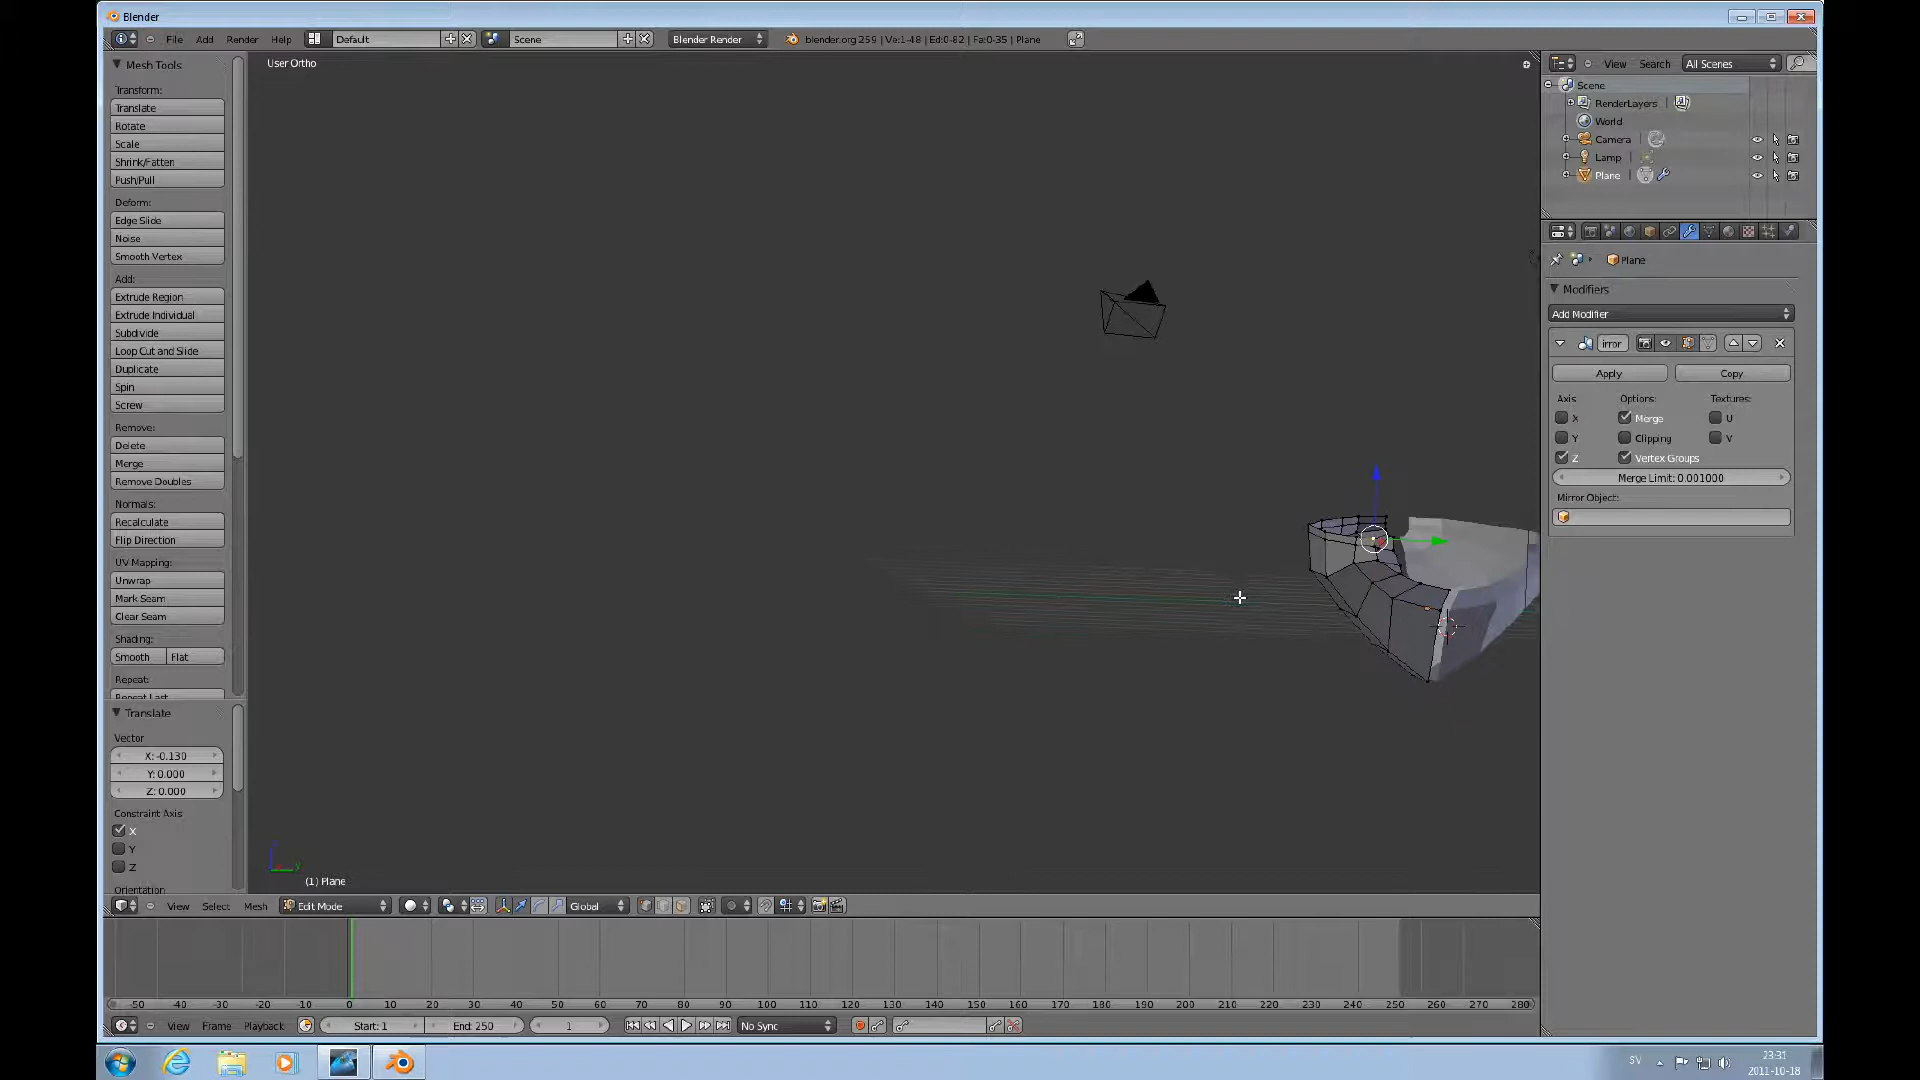 Blender
File Add Render Help Default Scene Blender Render blender.org 259 | Ve:1-48 | Ed:0-82 | Fa:0-35 | Plane
Mesh Tools
Transform:
Translate
Rotate
Scale
Shrink/Fatten
Push/Pull
Deform:
Edge Slide
Noise
Smooth Vertex
Add:
Extrude Region
Extrude Individual
Subdivide
Loop Cut and Slide
Duplicate
Spin
Screw
Remove:
Delete
Merge
Remove Doubles
Normals:
Recalculate
Flip Direction
UV Mapping:
Unwrap
Mark Seam
Clear Seam
Shading:
Smooth Flat
Repeat:
Repeat Last
Translate
Vector
X: -0.130
Y: 0.000
Z: 0.000
Constraint Axis
X
Y
Z
Orientation
User Ortho
(1) Plane
View Select Mesh Edit Mode Global
-50 -40 -30 -20 -10 0 10 20 30 40 50 60 70 80 90 100 110 120 130 140 150 160 170 180 190 200 210 220 230 240 250 260 270 280
View Frame Playback Start: 1 End: 250 1 No Sync
View Search All Scenes
Scene
RenderLayers
World
Camera
Lamp
Plane
Plane
Modifiers
Add Modifier
irror
Apply Copy
Axis Options: Textures:
X Merge U
Y Clipping V
Z Vertex Groups
Merge Limit: 0.001000
Mirror Object:
SV 23:31
2011-10-18